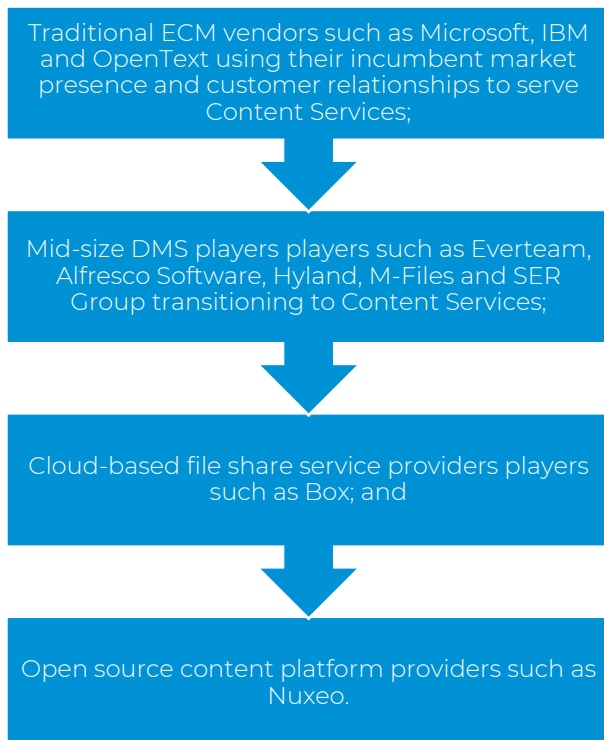 Traditional ECM vendors such as Microsoft, IBM
and OpenText using their incumbent market
presence and customer relationships to serve
Content Services;
Mid-size DMS players players such as Everteam,
Alfresco Software, Hyland, M-Files and SER
Group transitioning to Content Services;
Cloud-based file share service providers players
such as Box; and
Open source content platform providers such as
Nuxeo.